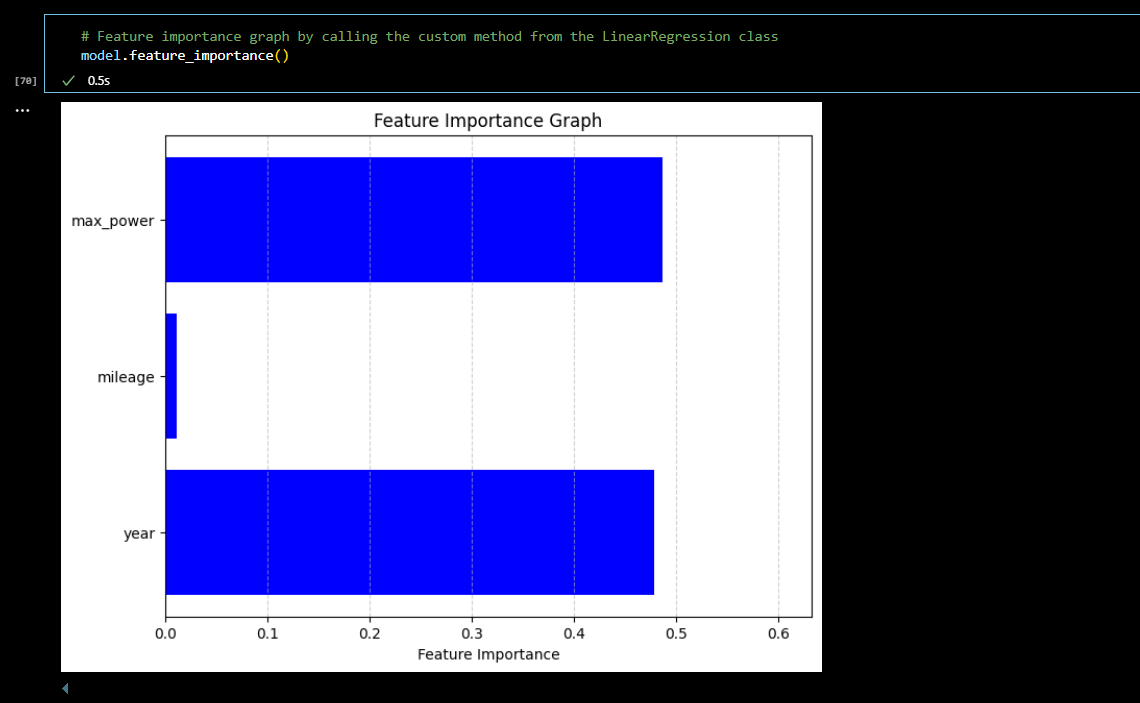 # Feature importance graph by calling the custom method from the LinearRegression class
model.feature_importance()
[70]
0.5s
...
Feature Importance Graph
max_power
mileage
year
0.0 0.1 0.2 0.3 0.4 0.5 0.6
Feature Importance